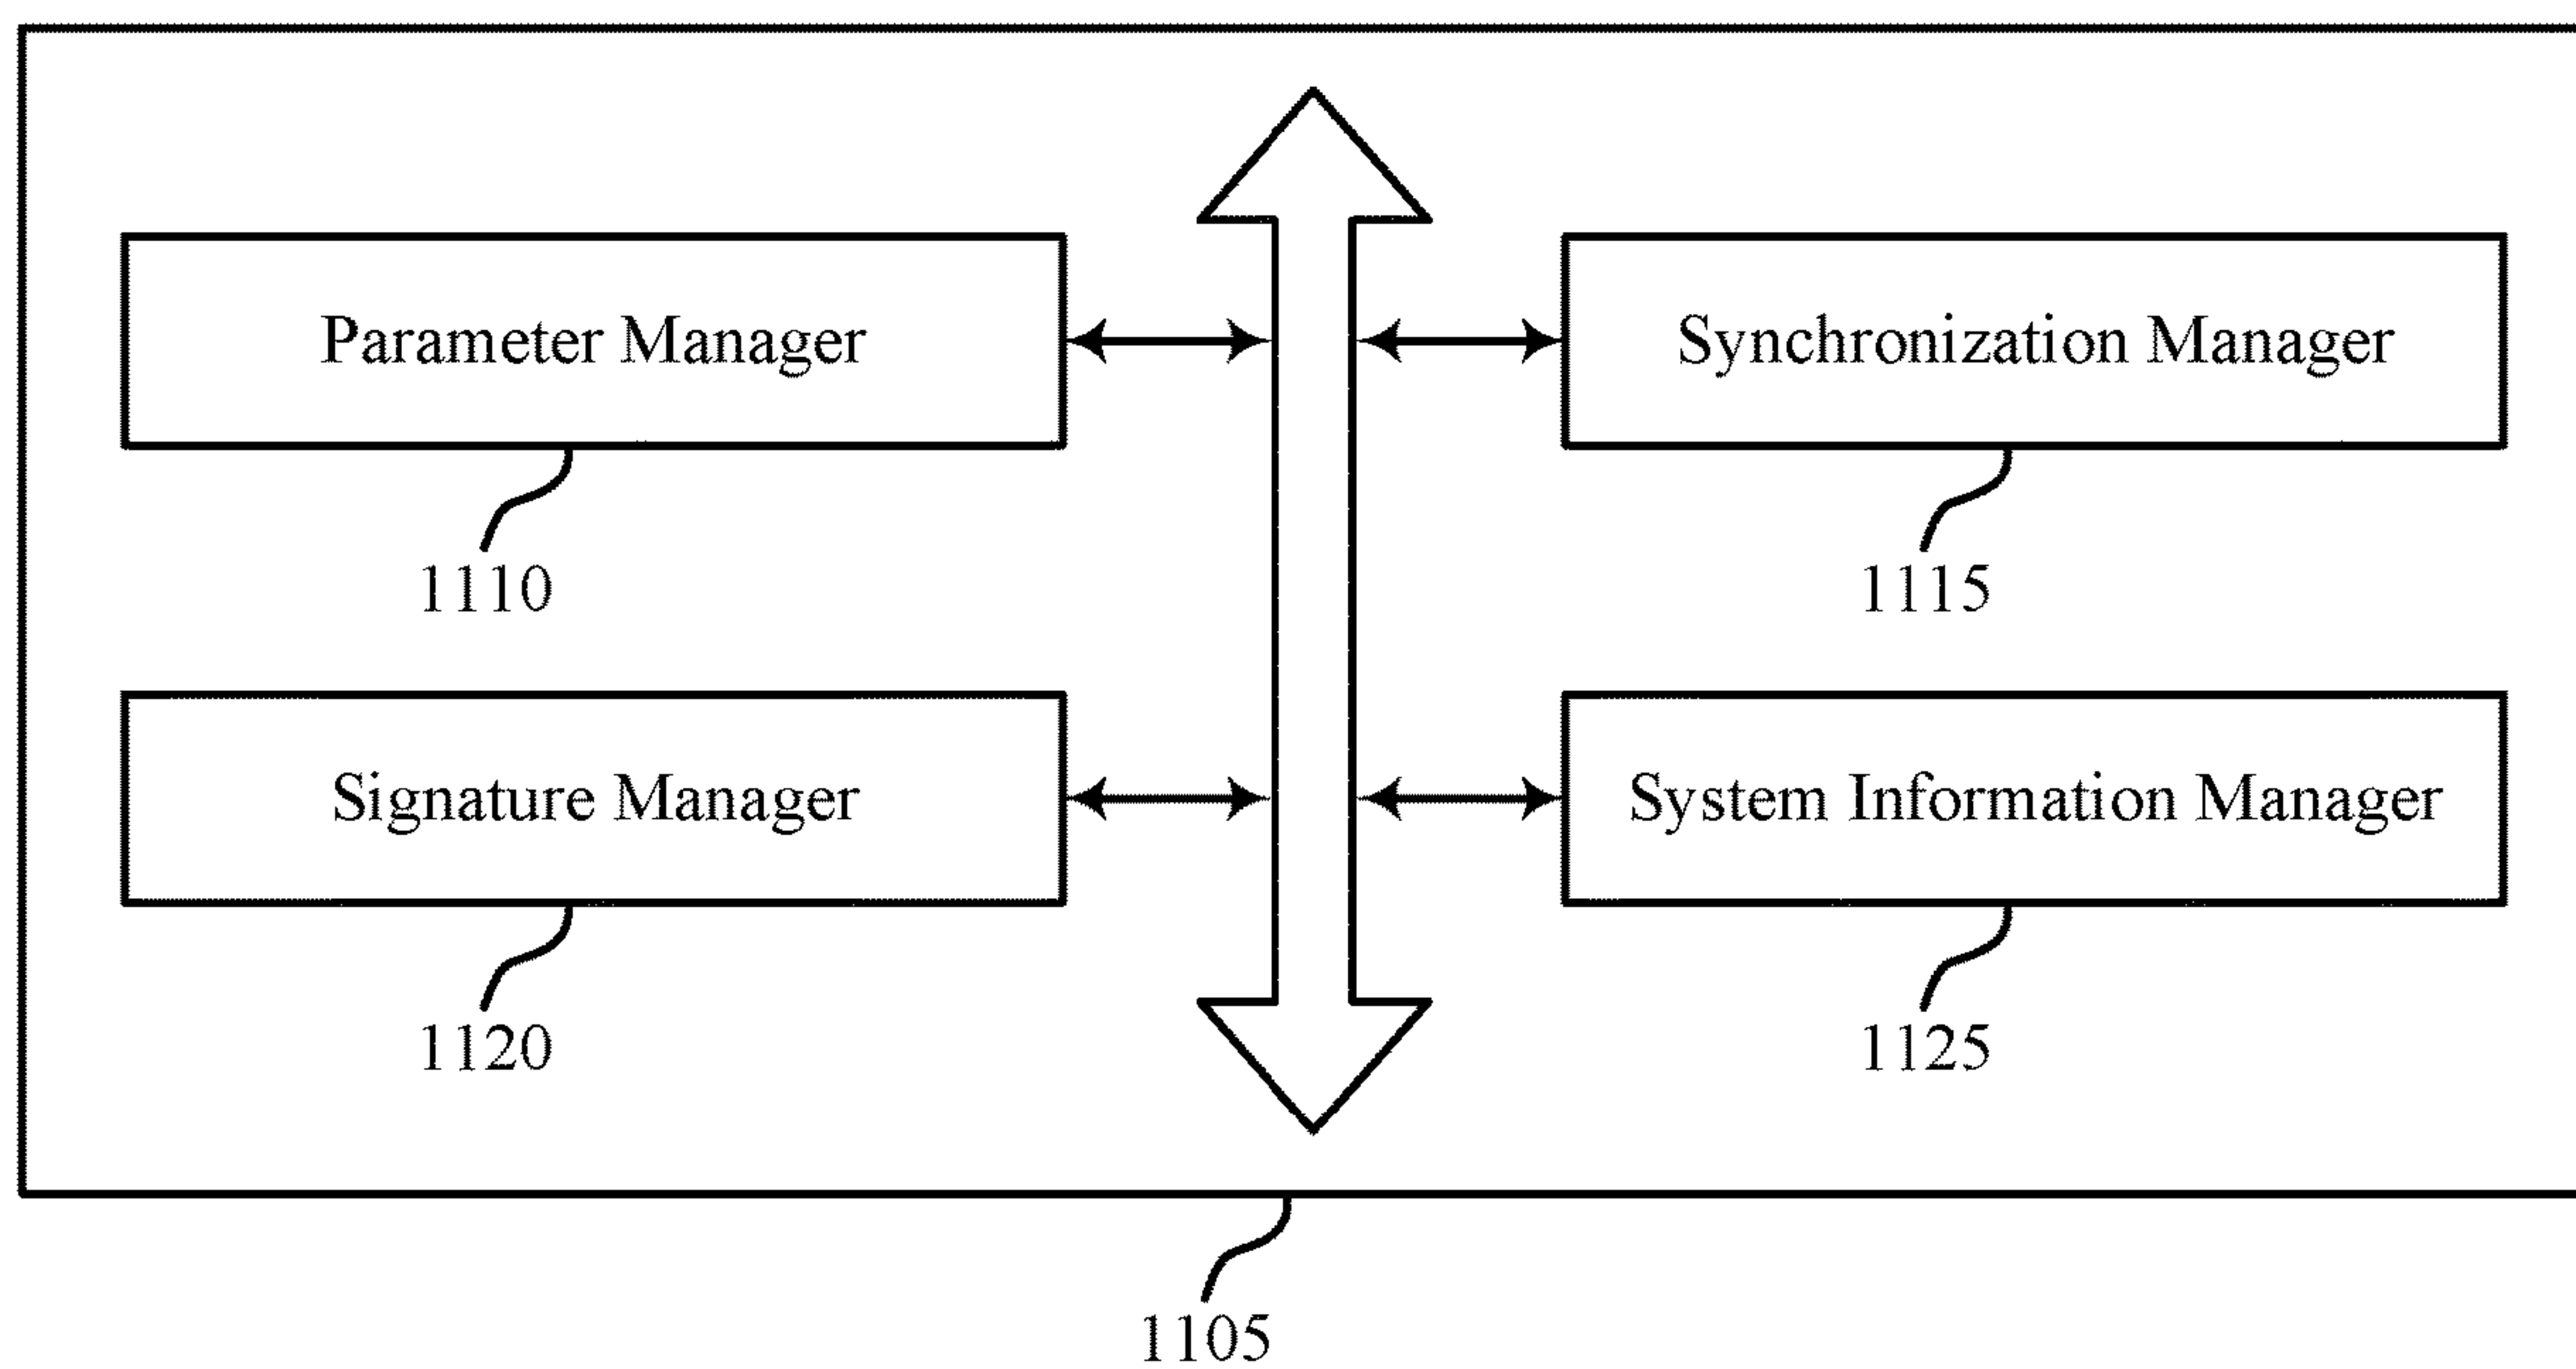 Parameter Manager
Synchronization Manager
1110
1115
Signature Manager
System Information Manager
1120
1125
1105